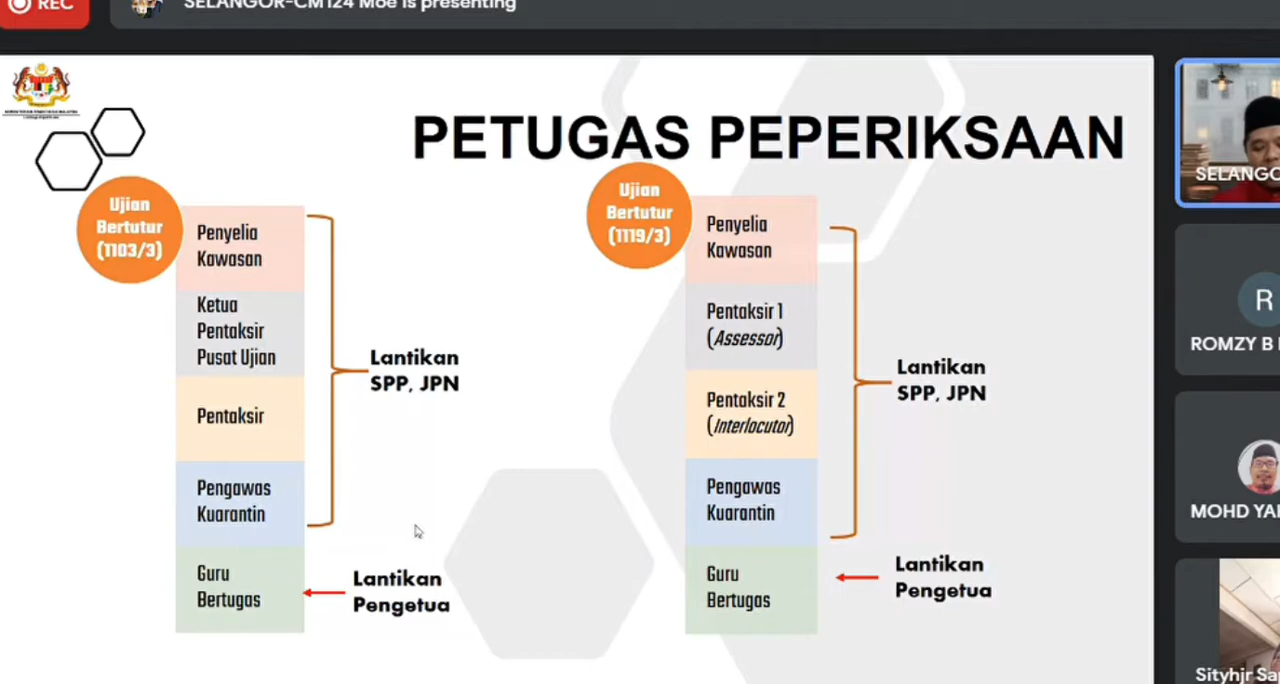 REC
SELANGOR-CM124 Moe is presenting
PETUGAS PEPERIKSAAN
Ujian
Bertutur
(1103/3)
Penyelia
Kawasan
Ketua
Pentaksir
Pusat Ujian
Pentaksir
Pengawas
Kuarantin
Guru
Bertugas
Lantikan
SPP, JPN
Lantikan
Pengetua
Ujian
Bertutur
(1119/3)
Penyelia
Kawasan
Pentaksir 1
(Assessor)
Pentaksir 2
(Interlocutor)
Pengawas
Kuarantin
Guru
Bertugas
Lantikan
SPP, JPN
Lantikan
Pengetua
SELANGO
R
ROMZY B
MOHD YA
Sityhjr Sa